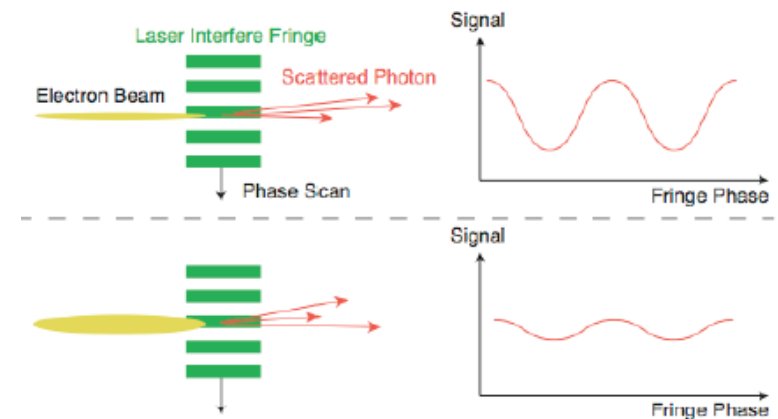 Laser Interfere Fringe
Scattered Photon
Electron Beam
Phase Scan
Signal
Fringe Phase
Signal
Fringe Phase